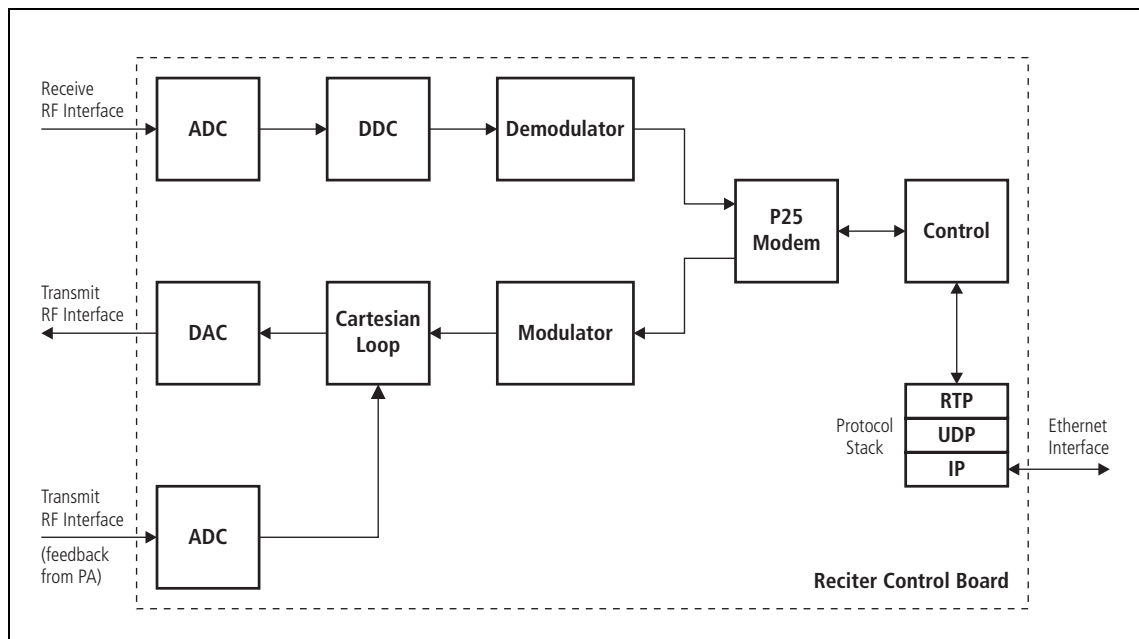 Receive
RF Interface
ADC
DDC
Demodulator
P25
Modem
Control
Transmit
RF Interface
DAC
Cartesian
Loop
Modulator
Protocol
Stack
RTP
UDP
IP
Ethernet
Interface
Transmit
RF Interface
(feedback
from PA)
ADC
Reciter Control Board